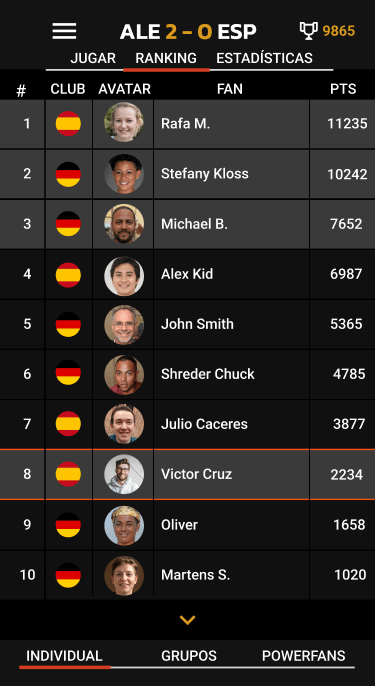 ALE 2 - 0 ESP 9865
JUGAR RANKING ESTADÍSTICAS
# CLUB AVATAR FAN PTS
1 Rafa M. 11235
2 Stefany Kloss 10242
3 Michael B. 7652
4 Alex Kid 6987
5 John Smith 5365
6 Shreder Chuck 4785
7 Julio Caceres 3877
8 Victor Cruz 2234
9 Oliver 1658
10 Martens S. 1020
INDIVIDUAL GRUPOS POWERFANS